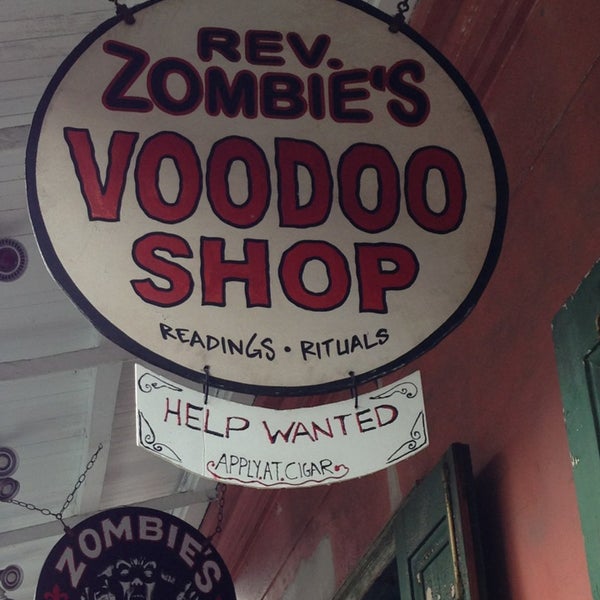 REV.
ZOMBIE'S
VOODOO
SHOP
READINGS • RITUALS
HELP WANTED
APPLY.AT.CIGAR
ZOMBIE'S